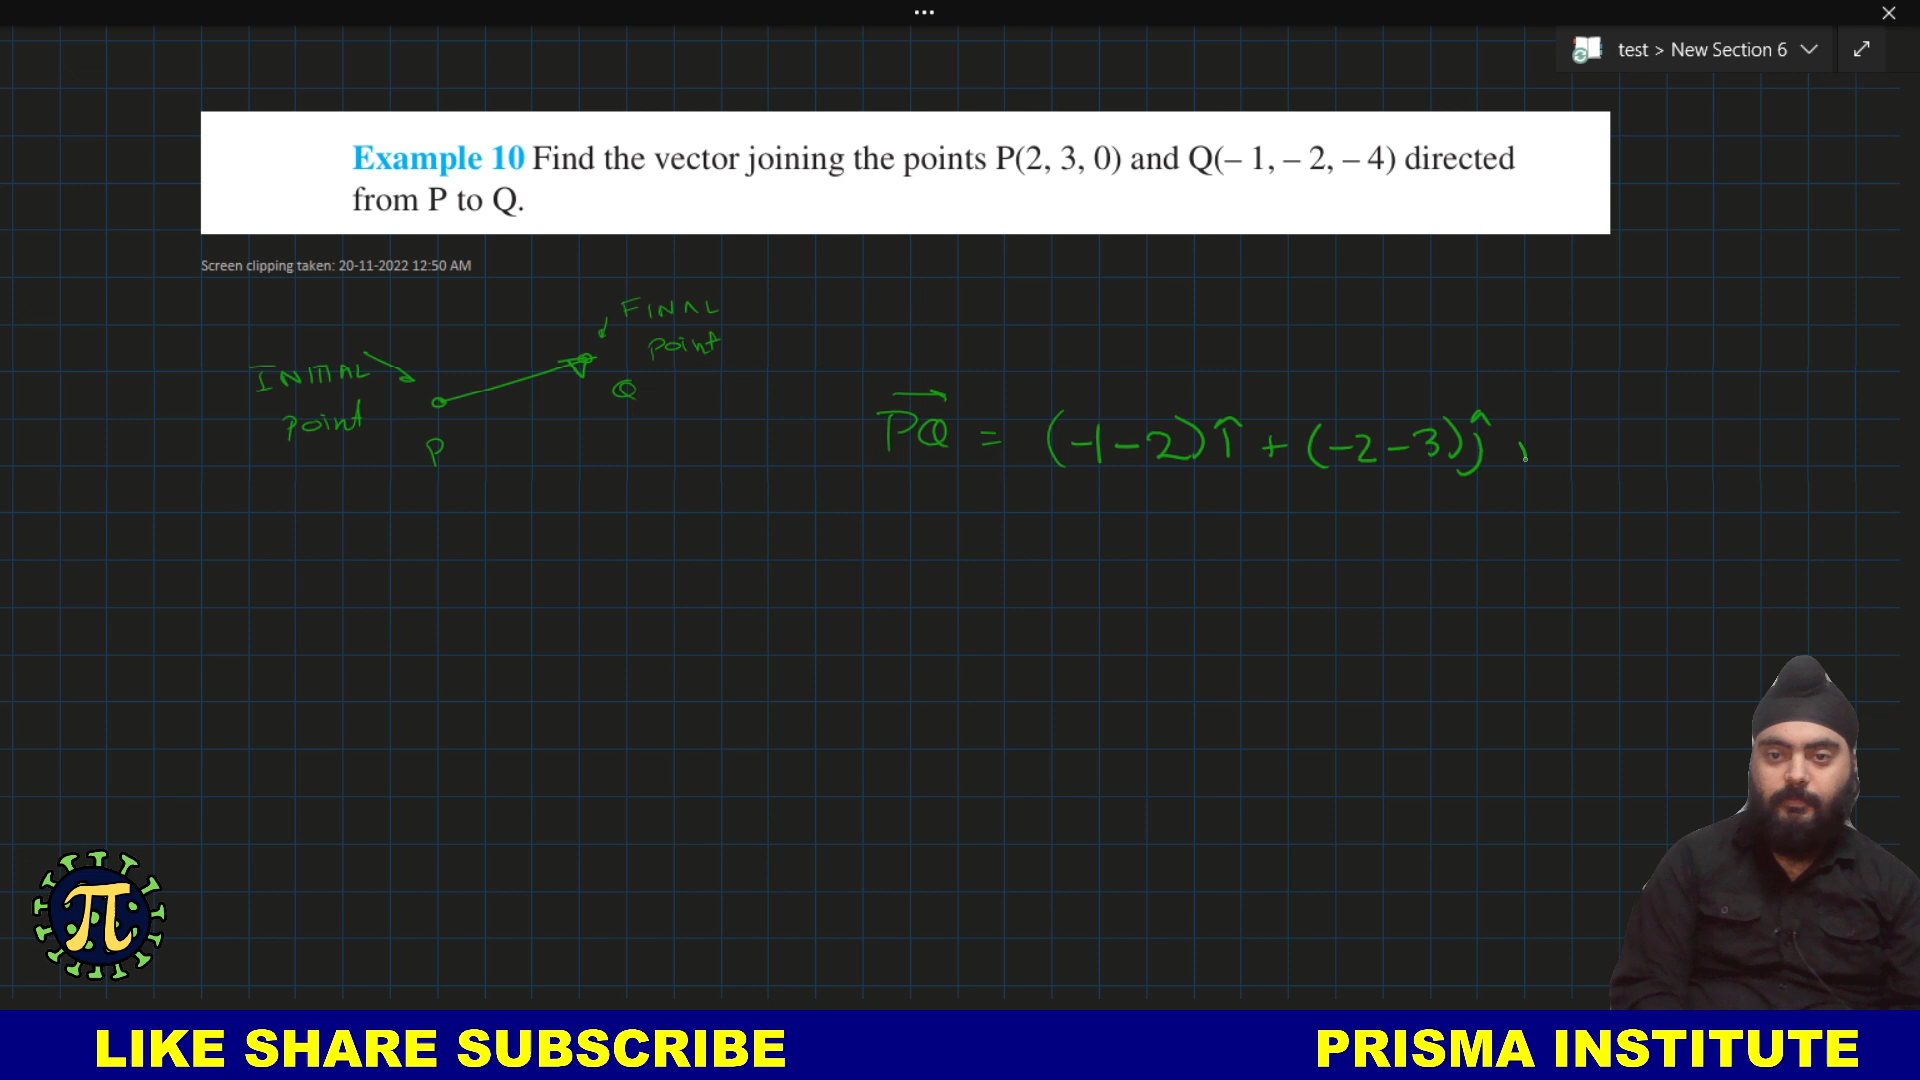 test > New Section 6
Example 10 Find the vector joining the points P(2, 3, 0) and Q(– 1, – 2, – 4) directed
from P to Q.
Screen clipping taken: 20-11-2022 12:50 AM
FINAL
point
INITIAL
point
P
Q
PQ⃗ = (-1-2)î + (-2-3)ĵ
π
LIKE SHARE SUBSCRIBE
PRISMA INSTITUTE